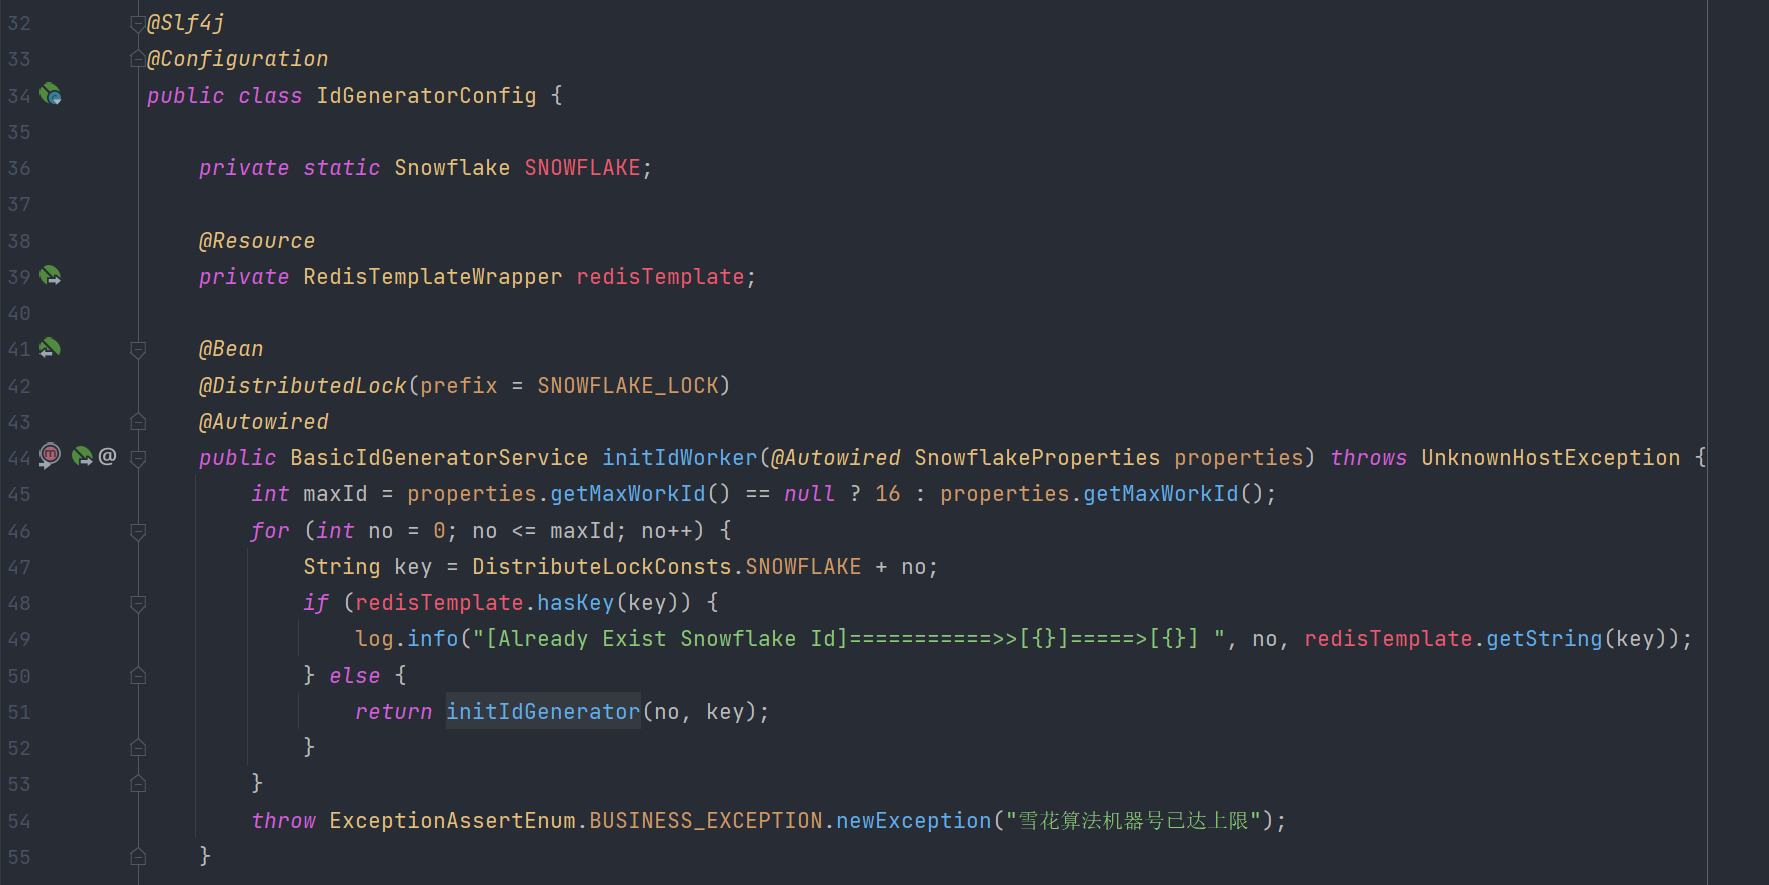 32 @Slf4j
33 @Configuration
34 public class IdGeneratorConfig {
35
36 private static Snowflake SNOWFLAKE;
37
38 @Resource
39 private RedisTemplateWrapper redisTemplate;
40
41 @Bean
42 @DistributedLock(prefix = SNOWFLAKE_LOCK)
43 @Autowired
44 @ public BasicIdGeneratorService initIdWorker(@Autowired SnowflakeProperties properties) throws UnknownHostException {
45 int maxId = properties.getMaxWorkId() == null ? 16 : properties.getMaxWorkId();
46 for (int no = 0; no <= maxId; no++) {
47 String key = DistributeLockConsts.SNOWFLAKE + no;
48 if (redisTemplate.hasKey(key)) {
49 log.info("[Already Exist Snowflake Id]===========>>[{}]=====>[{}] ", no, redisTemplate.getString(key));
50 } else {
51 return initIdGenerator(no, key);
52 }
53 }
54 throw ExceptionAssertEnum.BUSINESS_EXCEPTION.newException("雪花算法机器号已达上限");
55 }